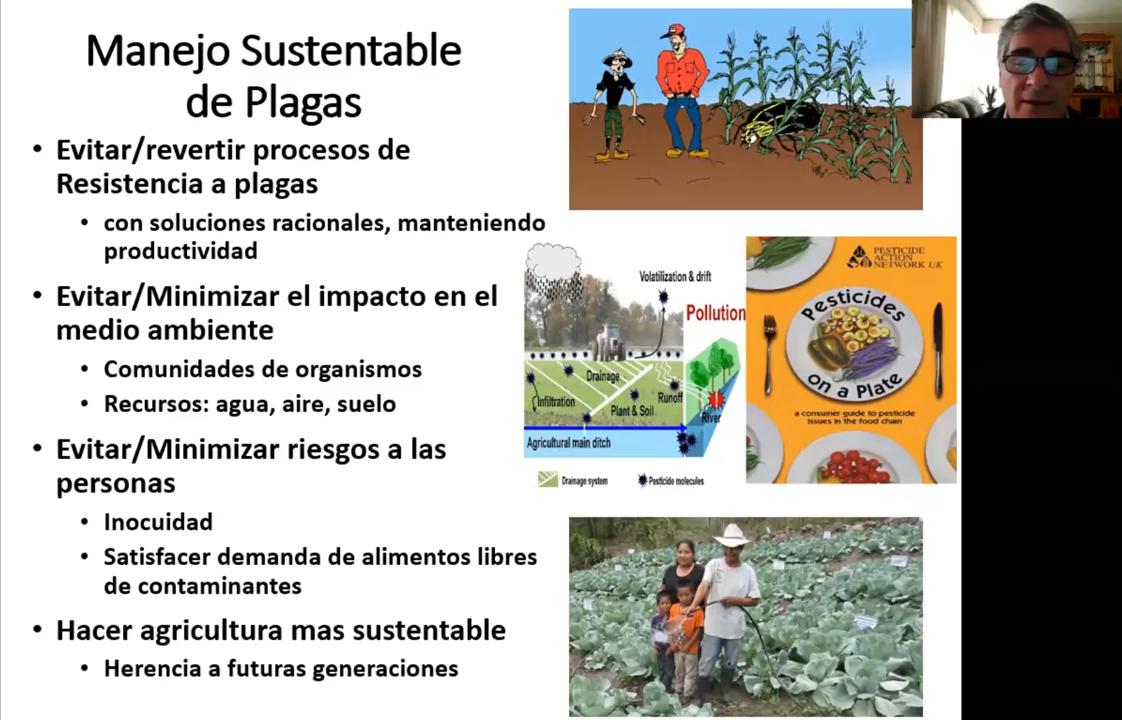 Manejo Sustentable
de Plagas
• Evitar/revertir procesos de
Resistencia a plagas
• con soluciones racionales, manteniendo
productividad
• Evitar/Minimizar el impacto en el
medio ambiente
• Comunidades de organismos
• Recursos: agua, aire, suelo
• Evitar/Minimizar riesgos a las
personas
• Inocuidad
• Satisfacer demanda de alimentos libres
de contaminantes
• Hacer agricultura mas sustentable
• Herencia a futuras generaciones
Volatilization & drift
Pollution
Drainage
Infiltration
Plant & Soil
Runoff
River
Agricultural main ditch
Drainage system
Pesticide molecules
PESTICIDE
ACTION
NETWORK UK
Pesticides
on a Plate
a consumer guide to pesticide
issues in the food chain